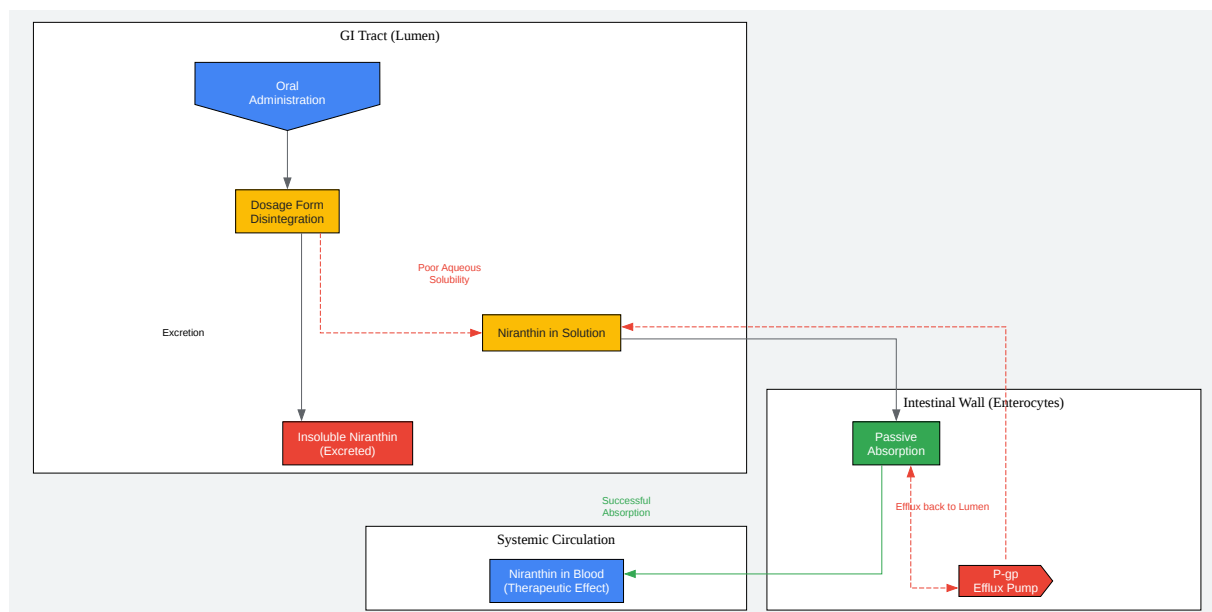 GI Tract (Lumen)
Oral
Administration
Dosage Form
Disintegration
Poor Aqueous
Solubility
Excretion
Niranthin in Solution
Insoluble Niranthin
(Excreted)
Intestinal Wall (Enterocytes)
Passive
Absorption
Efflux back to Lumen
P-gp
Efflux Pump
Successful
Absorption
Systemic Circulation
Niranthin in Blood
(Therapeutic Effect)